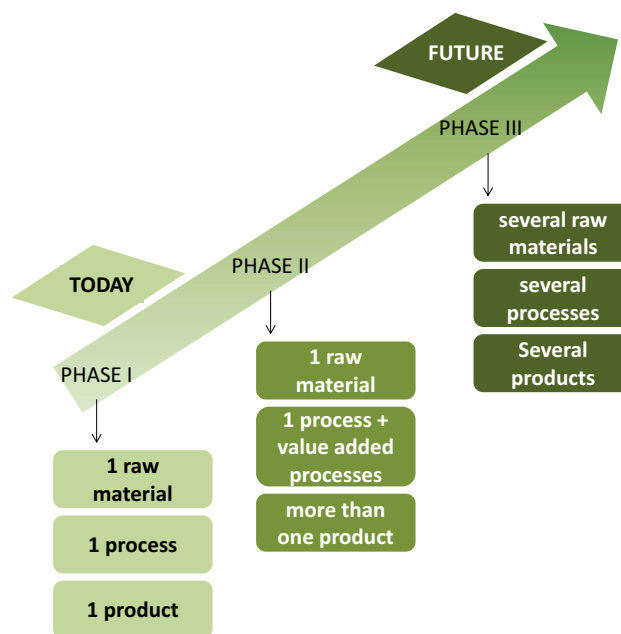 FUTURE
PHASE III
several raw
materials
several
processes
Several
products
TODAY
PHASE II
1 raw
material
1 process +
value added
processes
more than
one product
PHASE I
1 raw
material
1 process
1 product